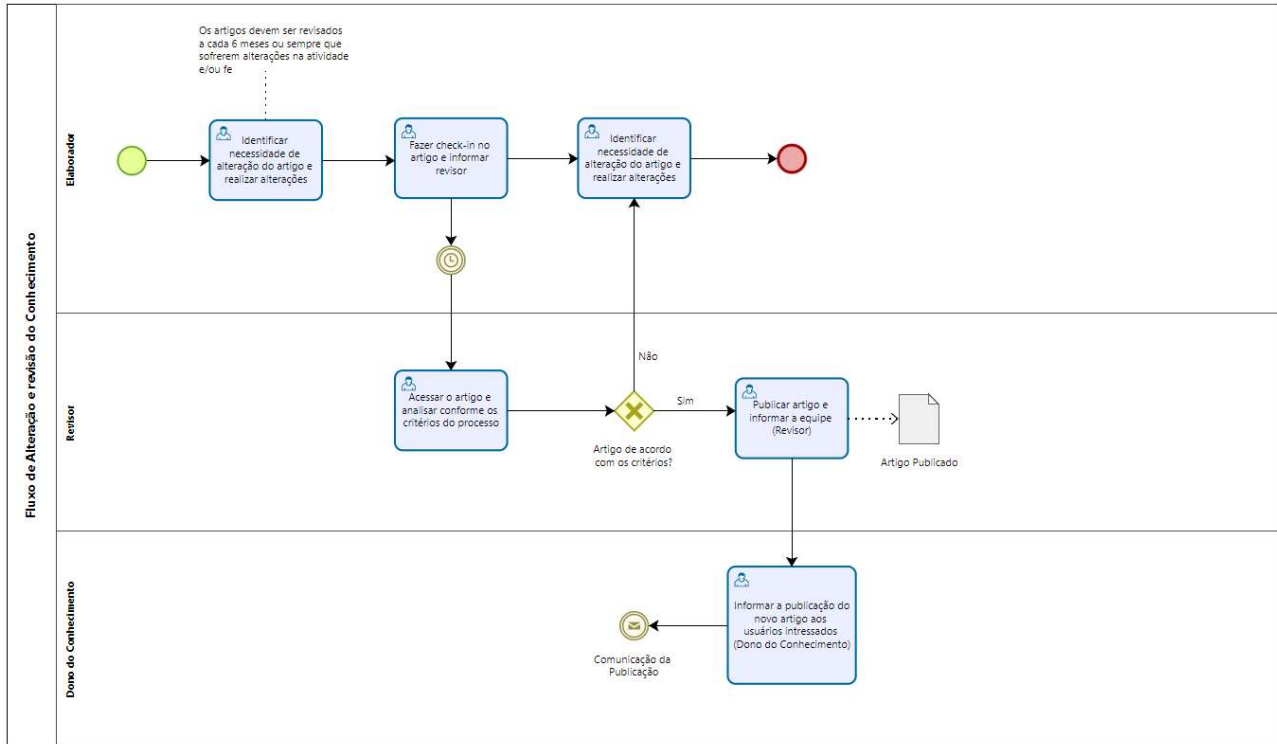 Fluxo de Alteração e revisão do Conhecimento
Elaborador
Os artigos devem ser revisados
a cada 6 meses ou sempre que
sofrerem alterações na atividade
e/ou fe
Identificar
necessidade de
alteração do artigo e
realizar alterações
Fazer check-in no
artigo e informar
revisor
Identificar
necessidade de
alteração do artigo e
realizar alterações
Revisor
Acessar o artigo e
analisar conforme os
critérios do processo
Não
Artigo de acordo
com os critérios?
Sim
Publicar artigo e
informar a equipe
(Revisor)
Artigo Publicado
Dono do Conhecimento
Informar a publicação do
novo artigo aos
usuários intressados
(Dono do Conhecimento)
Comunicação da
Publicação